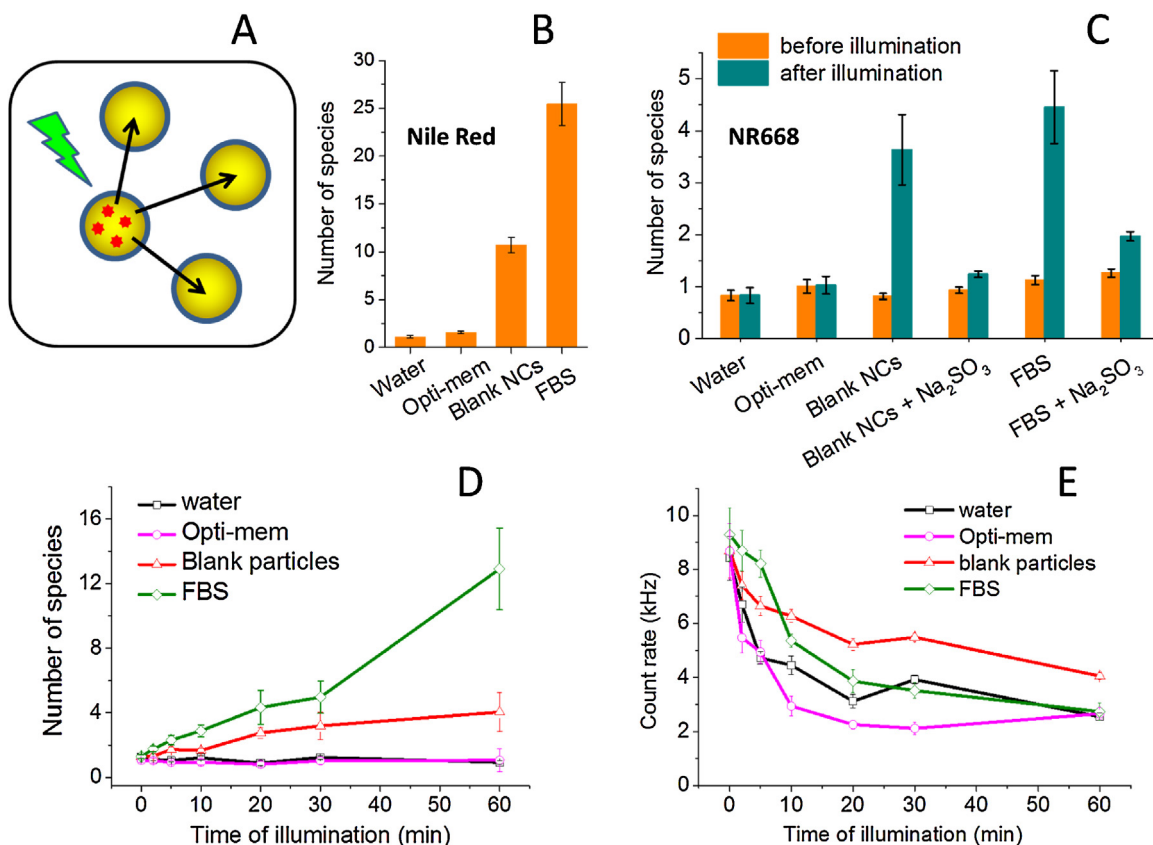 A
B
30
25
20
15
10
5
0
Number of species
Nile Red
Water
Opti-mem
Blank NCs
FBS
C
before illumination
after illumination
5
4
3
2
1
0
Number of species
NR668
Water
Opti-mem
Blank NCs
Blank NCs + Na₂SO₃
FBS
FBS + Na₂SO₃
D
water
Opti-mem
Blank particles
FBS
16
12
8
4
0
Number of species
0 10 20 30 40 50 60
Time of illumination (min)
E
water
Opti-mem
blank particles
FBS
10
8
6
4
2
0
Count rate (kHz)
0 10 20 30 40 50 60
Time of illumination (min)